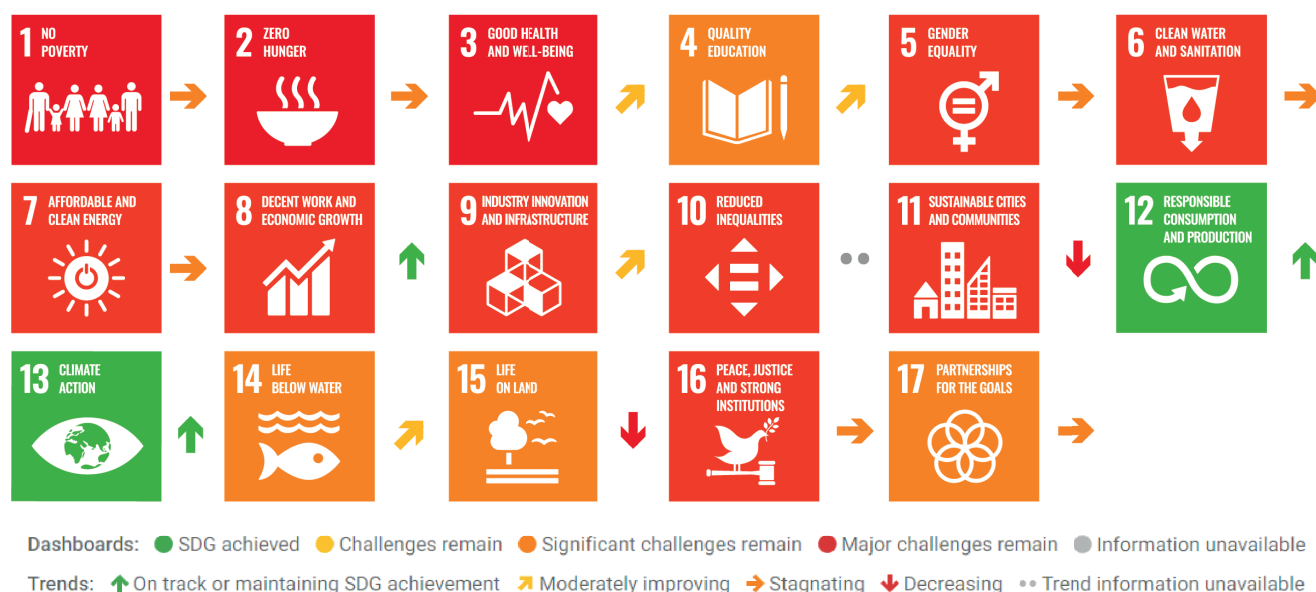 1 NO POVERTY
2 ZERO HUNGER
3 GOOD HEALTH AND WELL-BEING
4 QUALITY EDUCATION
5 GENDER EQUALITY
6 CLEAN WATER AND SANITATION
7 AFFORDABLE AND CLEAN ENERGY
8 DECENT WORK AND ECONOMIC GROWTH
9 INDUSTRY INNOVATION AND INFRASTRUCTURE
10 REDUCED INEQUALITIES
11 SUSTAINABLE CITIES AND COMMUNITIES
12 RESPONSIBLE CONSUMPTION AND PRODUCTION
13 CLIMATE ACTION
14 LIFE BELOW WATER
15 LIFE ON LAND
16 PEACE, JUSTICE AND STRONG INSTITUTIONS
17 PARTNERSHIPS FOR THE GOALS
Dashboards: SDG achieved Challenges remain Significant challenges remain Major challenges remain Information unavailable
Trends: On track or maintaining SDG achievement Moderately improving Stagnating Decreasing Trend information unavailable